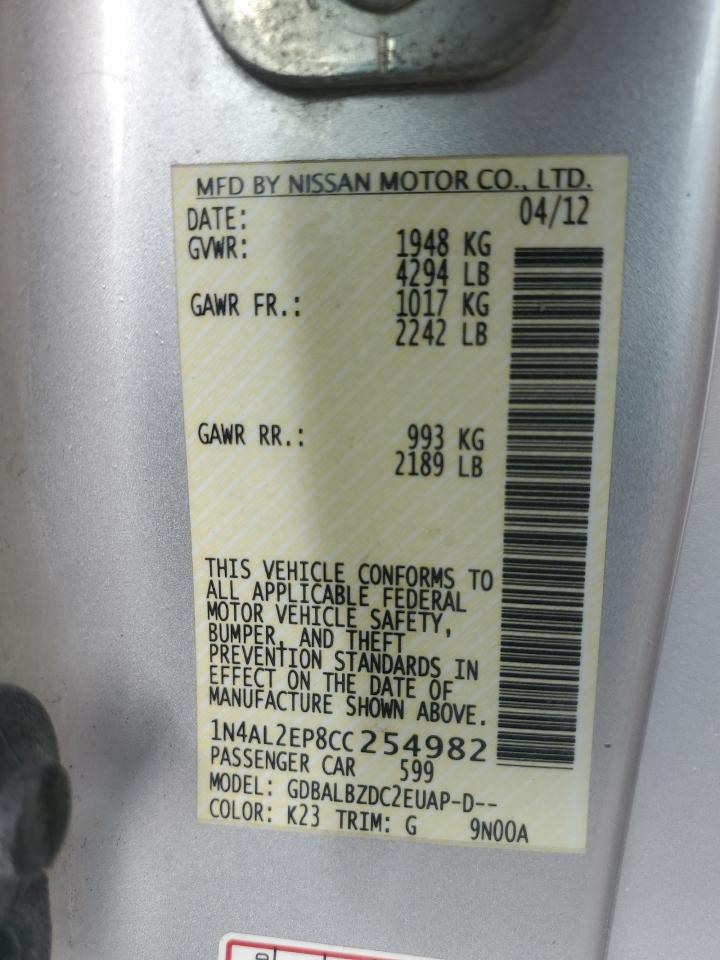 MFD BY NISSAN MOTOR CO., LTD.
DATE: 04/12
GVWR: 1948 KG
4294 LB
GAWR FR.: 1017 KG
2242 LB
GAWR RR.: 993 KG
2189 LB
THIS VEHICLE CONFORMS TO
ALL APPLICABLE FEDERAL
MOTOR VEHICLE SAFETY,
BUMPER, AND THEFT
PREVENTION STANDARDS IN
EFFECT ON THE DATE OF
MANUFACTURE SHOWN ABOVE.
1N4AL2EP8CC254982
PASSENGER CAR 599
MODEL: GDBALBZDC2EUAP-D--
COLOR: K23 TRIM: G 9N00A